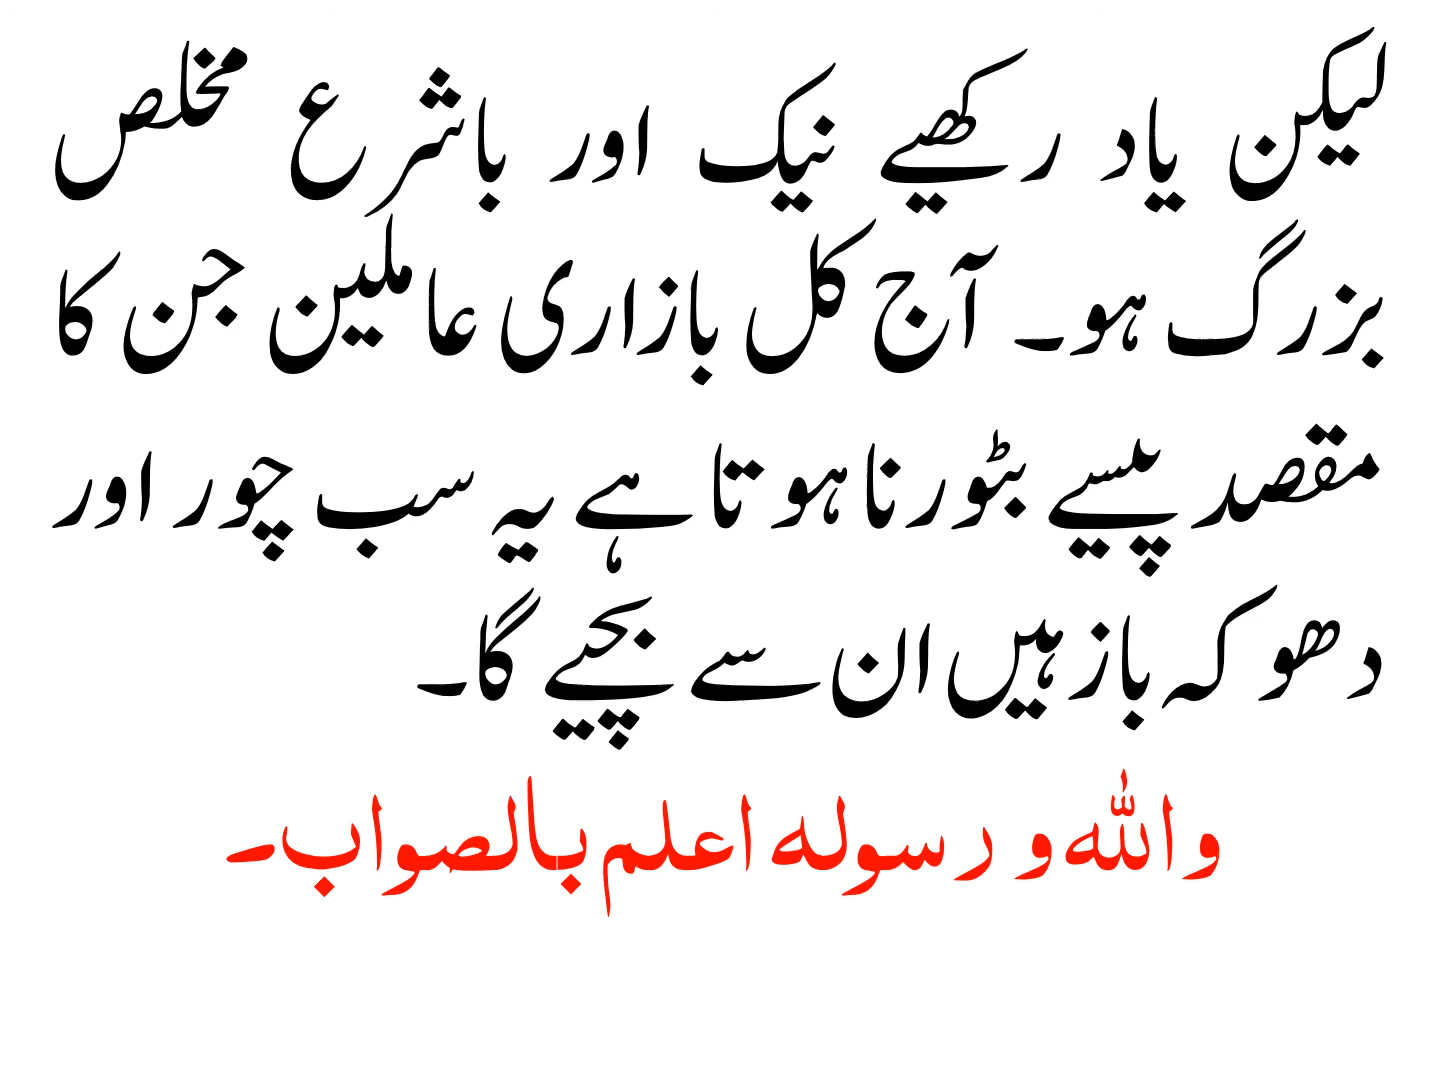 لیکن یاد رکھیے نیک اور باشرع مخلص
بزرگ ہو۔ آج کل بازاری عاملین جن کا
مقصد پیسے بٹورنا ہوتا ہے یہ سب چور اور
دھوکہ باز ہیں ان سے بچیے گا۔
واللہ و رسولہ اعلم بالصواب۔